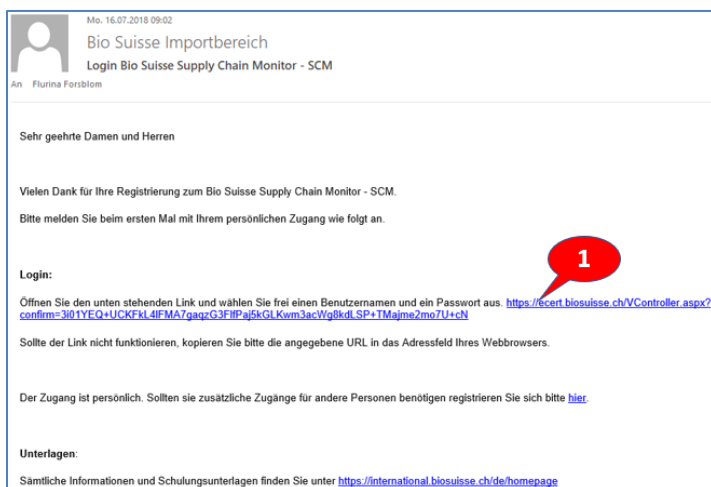 Mo. 16.07.2018 09:02
Bio Suisse Importbereich
Login Bio Suisse Supply Chain Monitor - SCM
An Flurina Forsblom
Sehr geehrte Damen und Herren
Vielen Dank für Ihre Registrierung zum Bio Suisse Supply Chain Monitor - SCM.
Bitte melden Sie beim ersten Mal mit Ihrem persönlichen Zugang wie folgt an.
1
Login:
Öffnen Sie den unten stehenden Link und wählen Sie frei einen Benutzernamen und ein Passwort aus. https://ecert.biosuisse.ch/VController.aspx?
confirm=3i01YEQ+UCKFkL4IFMA7gaqzG3FIfPaj5kGLKwm3acWg8kdLSP+TMajme2mo7U+cN
Sollte der Link nicht funktionieren, kopieren Sie bitte die angegebene URL in das Adressfeld Ihres Webbrowsers.
Der Zugang ist persönlich. Sollten sie zusätzliche Zugänge für andere Personen benötigen registrieren Sie sich bitte hier.
Unterlagen:
Sämtliche Informationen und Schulungsunterlagen finden Sie unter https://international.biosuisse.ch/de/homepage